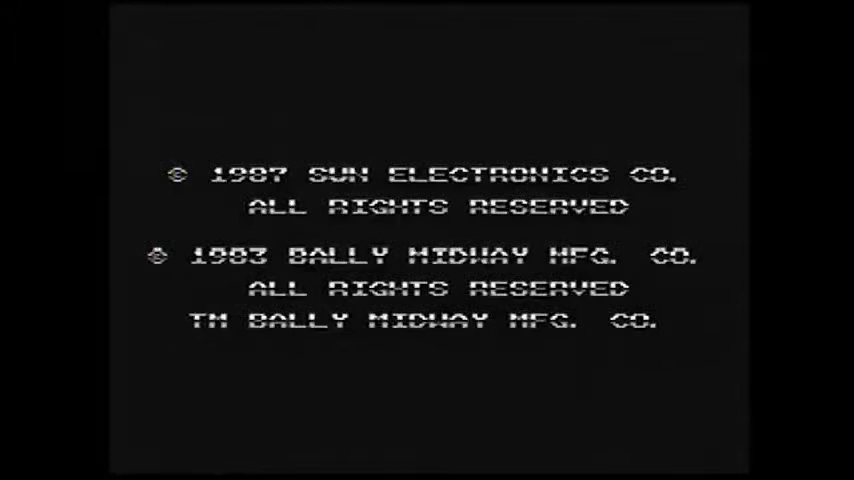 © 1987 SUN ELECTRONICS CO.
ALL RIGHTS RESERVED
© 1983 BALLY MIDWAY MFG. CO.
ALL RIGHTS RESERVED
TM BALLY MIDWAY MFG. CO.